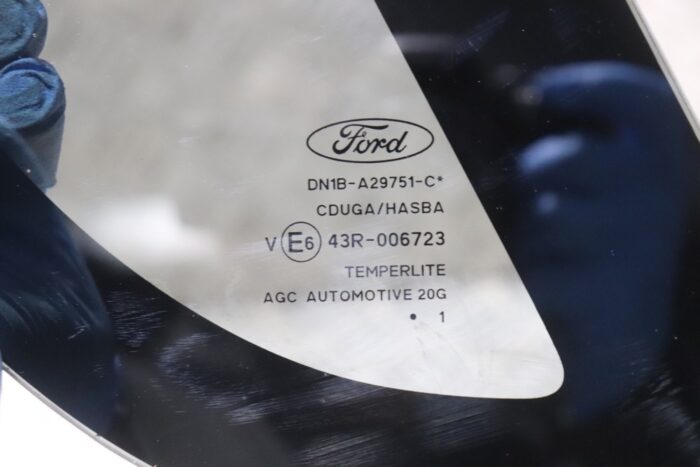 Ford
DN1B-A29751-C*
CDUGA/HASBA
V E6 43R-006723
TEMPERLITE
AGC AUTOMOTIVE 20G
• 1